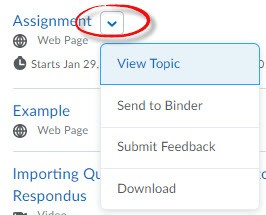 Assignment
Web Page
Starts Jan 29,
View Topic
Send to Binder
Submit Feedback
Download
Example
Web Page
Importing Qu
to
Respondus
Video